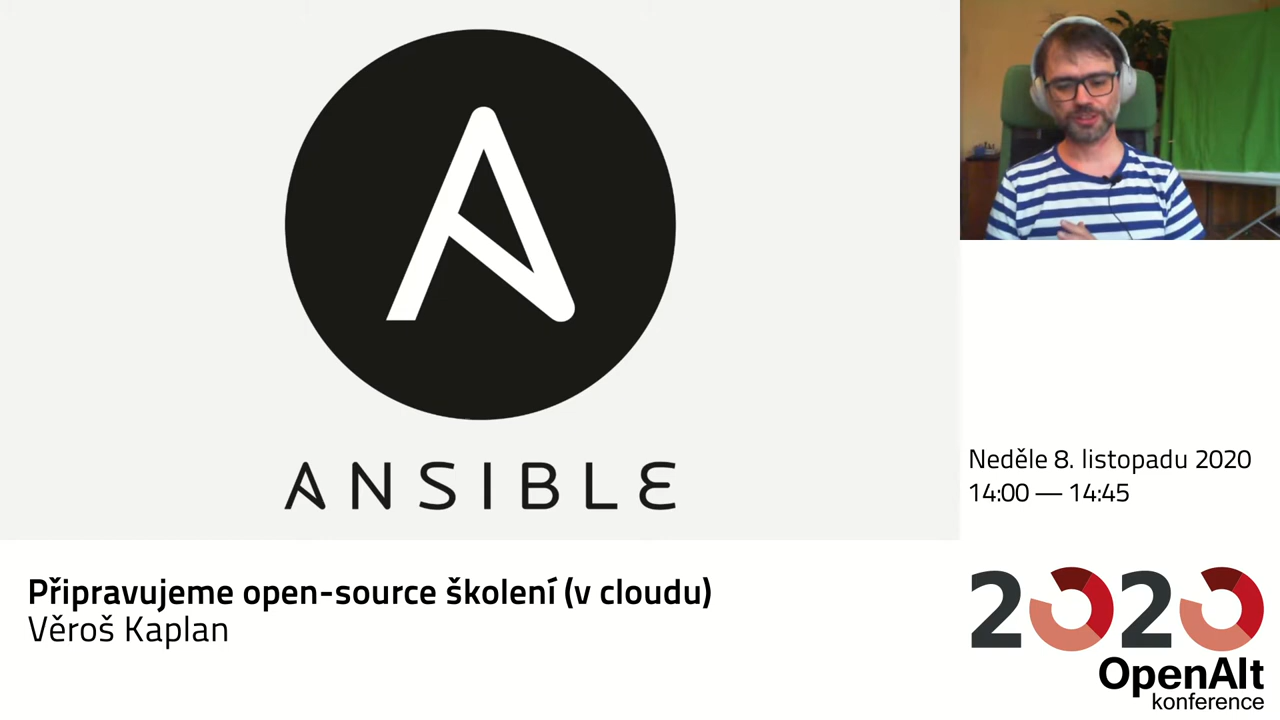 ANSIBLE
Neděle 8. listopadu 2020
14:00 — 14:45
Připravujeme open-source školení (v cloudu)
Věroš Kaplan
2020
OpenAlt
konference